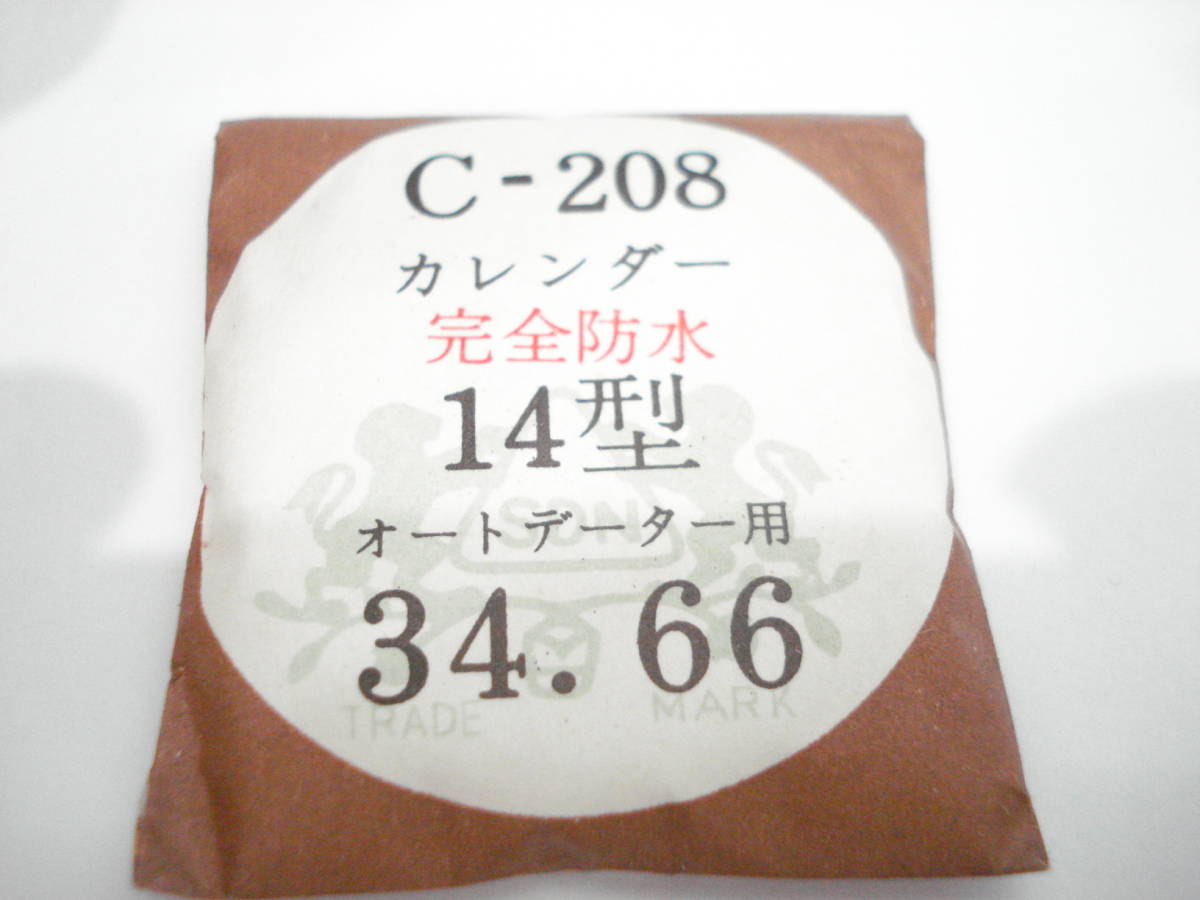 C-208
カレンダー
完全防水
14型
SDN
オートデーター用
34.66
TRADE MARK